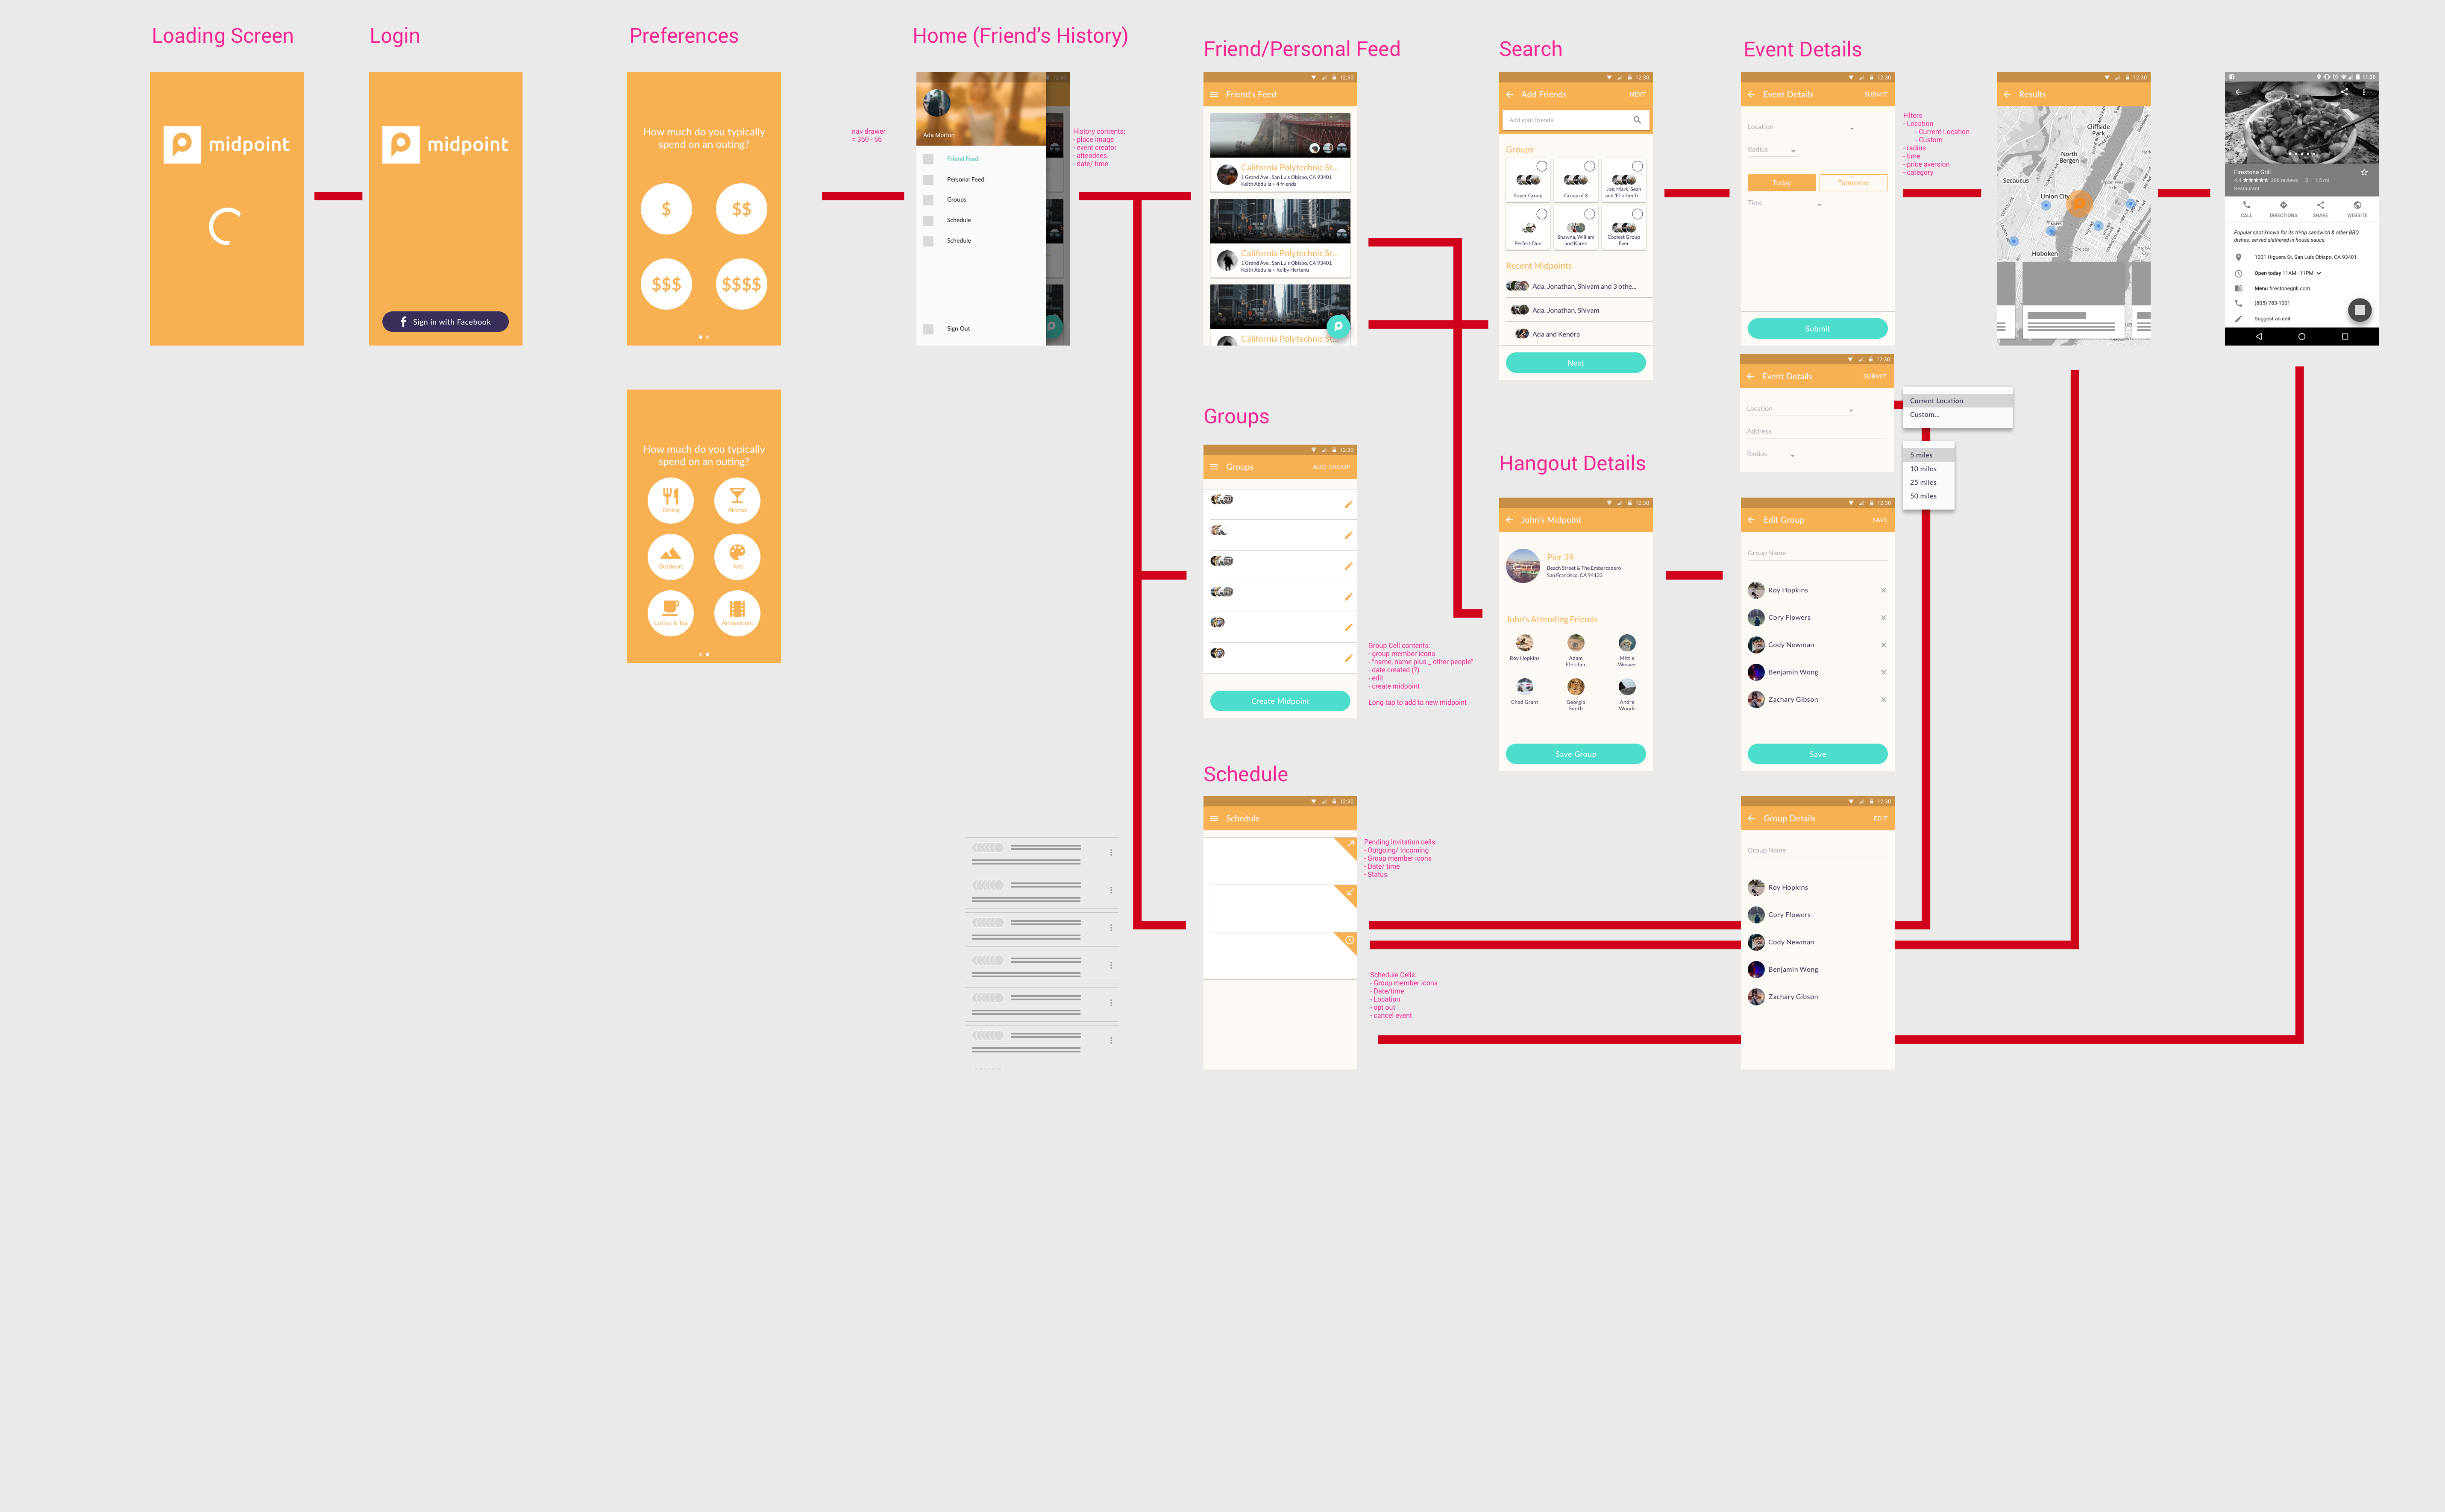 Loading Screen
Login
Preferences
Home (Friend's History)
Friend/Personal Feed
Search
Event Details
midpoint
midpoint
Sign in with Facebook
How much do you typically
spend on an outing?
$
$$
$$$
$$$$
How much do you typically
spend on an outing?
Dining
Alcohol
Outdoors
Arts
Coffee & Tea
Amusement
nav drawer
= 360 - 56
12:30
Ada Morton
Friend Feed
Personal Feed
Groups
Schedule
Schedule
Sign Out
History contents:
- place image
- event creator
- attendees
- date/ time
12:30
Friend's Feed
California Polytechnic St...
1 Grand Ave., San Luis Obispo, CA 93401
Keith Abdulla + 4 friends
California Polytechnic St...
1 Grand Ave., San Luis Obispo, CA 93401
Keith Abdulla + Kelby Hertanu
California Polytechnic St...
12:30
Add Friends
NEXT
Add your friends
Groups
Super Group
Group of 8
Joe, Mark, Sean
and 10 other fr...
Perfect Duo
Shawna, William
and Karen
Coolest Group
Ever
Recent Midpoints
Ada, Jonathan, Shivam and 3 othe...
Ada, Jonathan, Shivam
Ada and Kendra
Next
12:30
Event Details
SUBMIT
Location
Radius
Today
Tomorrow
Time
Submit
Filters
- Location
- Current Location
- Custom
- radius
- time
- price aversion
- category
12:30
Results
Cliffside
Park
North
Bergen
Secaucus
Union City
Hoboken
Chelsea
11:30
Firestone Grill
4.4 ★★★★★ 286 reviews · $ · 1.5 mi
Restaurant
CALL
DIRECTIONS
SHARE
WEBSITE
Popular spot known for its tri-tip sandwich & other BBQ
dishes, served slathered in house sauce.
1001 Higuera St, San Luis Obispo, CA 93401
Open today 11AM–11PM
Menu firestonegrill.com
(805) 783-1001
Suggest an edit
12:30
Event Details
SUBMIT
Location
Address
Radius
Current Location
Custom...
5 miles
10 miles
25 miles
50 miles
Groups
12:30
Groups
ADD GROUP
Create Midpoint
Group Cell contents:
- group member icons
- "name, name plus _ other people"
- date created (?)
- edit
- create midpoint
Long tap to add to new midpoint
Hangout Details
12:30
John's Midpoint
Pier 39
Beach Street & The Embarcadero
San Francisco, CA 94133
John's Attending Friends
Roy Hopkins
Adam
Fletcher
Mittie
Weaver
Chad Grant
Georgia
Smith
Andre
Woods
Save Group
12:30
Edit Group
SAVE
Group Name
Roy Hopkins
Cory Flowers
Cody Newman
Benjamin Wong
Zachary Gibson
Save
Schedule
12:30
Schedule
Pending Invitation cells:
- Outgoing/ Incoming
- Group member icons
- Date/ time
- Status
Schedule Cells:
- Group member icons
- Date/time
- Location
- opt out
- cancel event
12:30
Group Details
EDIT
Group Name
Roy Hopkins
Cory Flowers
Cody Newman
Benjamin Wong
Zachary Gibson